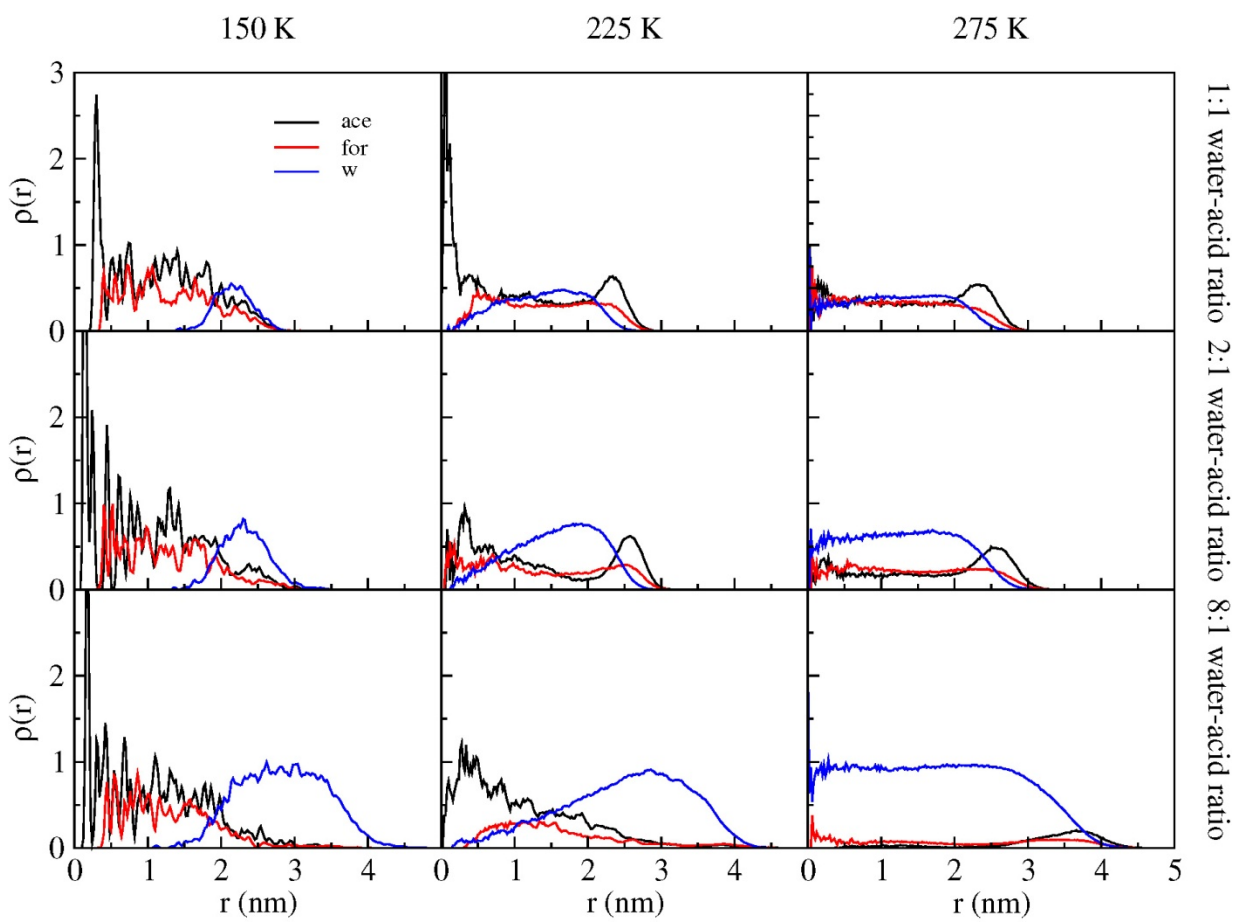 150 K 225 K 275 K
3
2
1
0
ρ(r)
ace
for
w
1:1 water-acid ratio
2
1
0
ρ(r)
2:1 water-acid ratio
2
1
0
ρ(r)
8:1 water-acid ratio
0 1 2 3 4 0 1 2 3 4 0 1 2 3 4 5
r (nm) r (nm) r (nm)